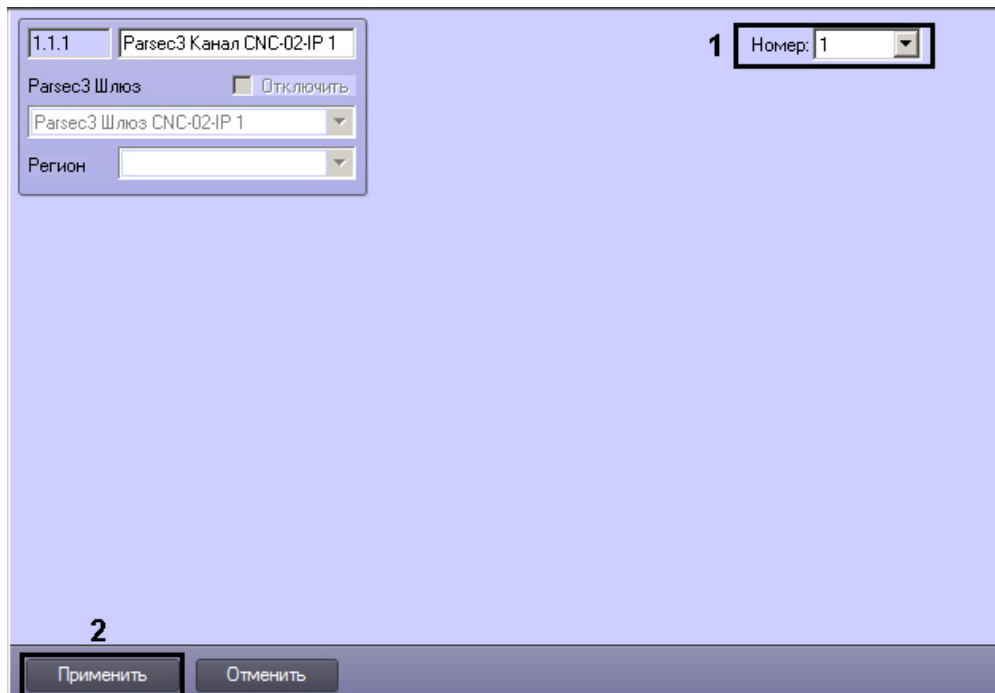 1.1.1 Parsec3 Канал CNC-02-IP 1
1 Номер: 1
Parsec3 Шлюз Отключить
Parsec3 Шлюз CNC-02-IP 1
Регион
2
Применить Отменить